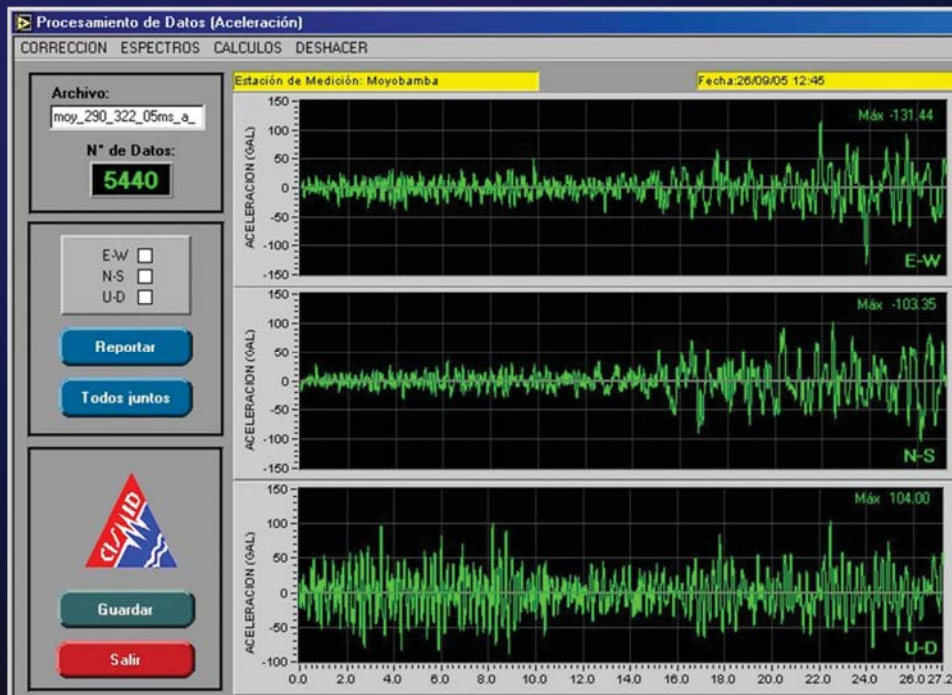 Procesamiento de Datos (Aceleración)
CORRECCION ESPECTROS CALCULOS DESHACER
Archivo:
moy_290_322_05ms_a_
N° de Datos:
5440
E-W
N-S
U-D
Reportar
Todos juntos
CISMID
Guardar
Salir
Estación de Medición: Moyobamba
Fecha:26/09/05 12:45
ACELERACION (GAL)
150
100
50
0
-50
-100
-150
Máx -131.44
E-W
ACELERACION (GAL)
150
100
50
0
-50
-100
-150
Máx -103.35
N-S
ACELERACION (GAL)
150
100
50
0
-50
-100
Máx 104.00
U-D
0.0 2.0 4.0 6.0 8.0 10.0 12.0 14.0 16.0 18.0 20.0 22.0 24.0 26.0